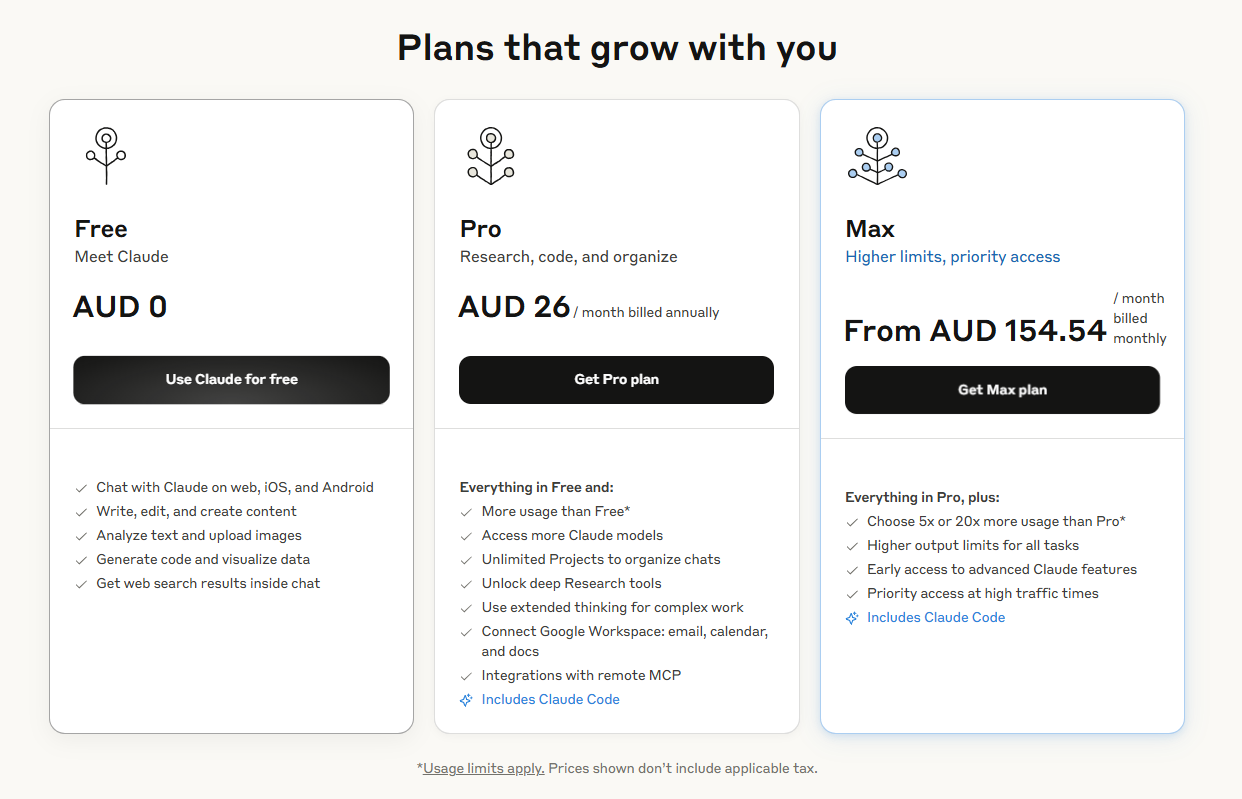 Plans that grow with you
Free
Meet Claude
AUD 0
Use Claude for free
Chat with Claude on web, iOS, and Android
Write, edit, and create content
Analyze text and upload images
Generate code and visualize data
Get web search results inside chat
Pro
Research, code, and organize
AUD 26 / month billed annually
Get Pro plan
Everything in Free and:
More usage than Free*
Access more Claude models
Unlimited Projects to organize chats
Unlock deep Research tools
Use extended thinking for complex work
Connect Google Workspace: email, calendar,
and docs
Integrations with remote MCP
Includes Claude Code
Max
Higher limits, priority access
From AUD 154.54
/ month
billed
monthly
Get Max plan
Everything in Pro, plus:
Choose 5x or 20x more usage than Pro*
Higher output limits for all tasks
Early access to advanced Claude features
Priority access at high traffic times
Includes Claude Code
*Usage limits apply. Prices shown don't include applicable tax.